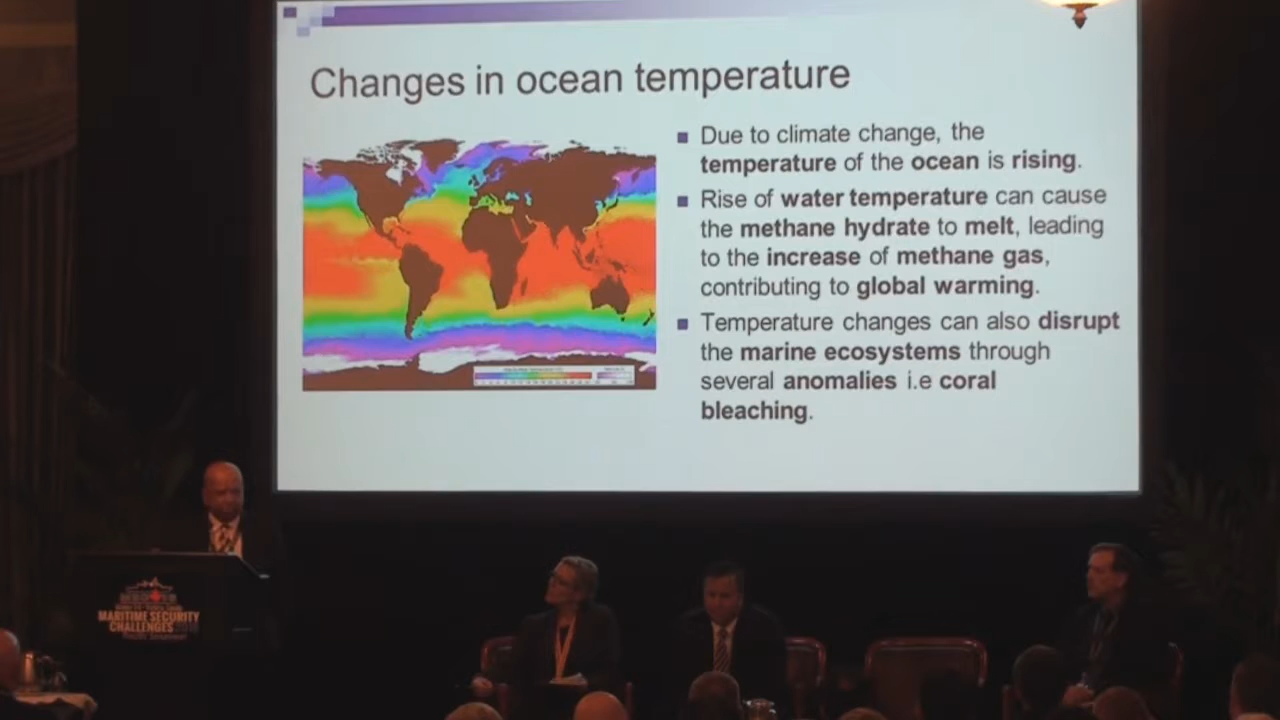 Changes in ocean temperature
Due to climate change, the
temperature of the ocean is rising.
Rise of water temperature can cause
the methane hydrate to melt, leading
to the increase of methane gas,
contributing to global warming.
Temperature changes can also disrupt
the marine ecosystems through
several anomalies i.e coral
bleaching.
MARITIME SECURITY
CHALLENGES